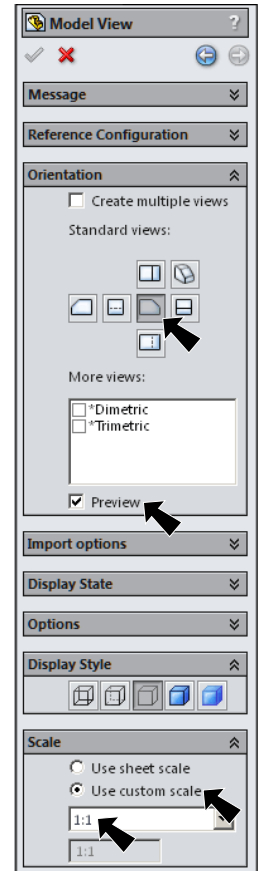 Model View ?
Message
Reference Configuration
Orientation
Create multiple views
Standard views:
More views:
*Dimetric
*Trimetric
Preview
Import options
Display State
Options
Display Style
Scale
Use sheet scale
Use custom scale
1:1
1:1